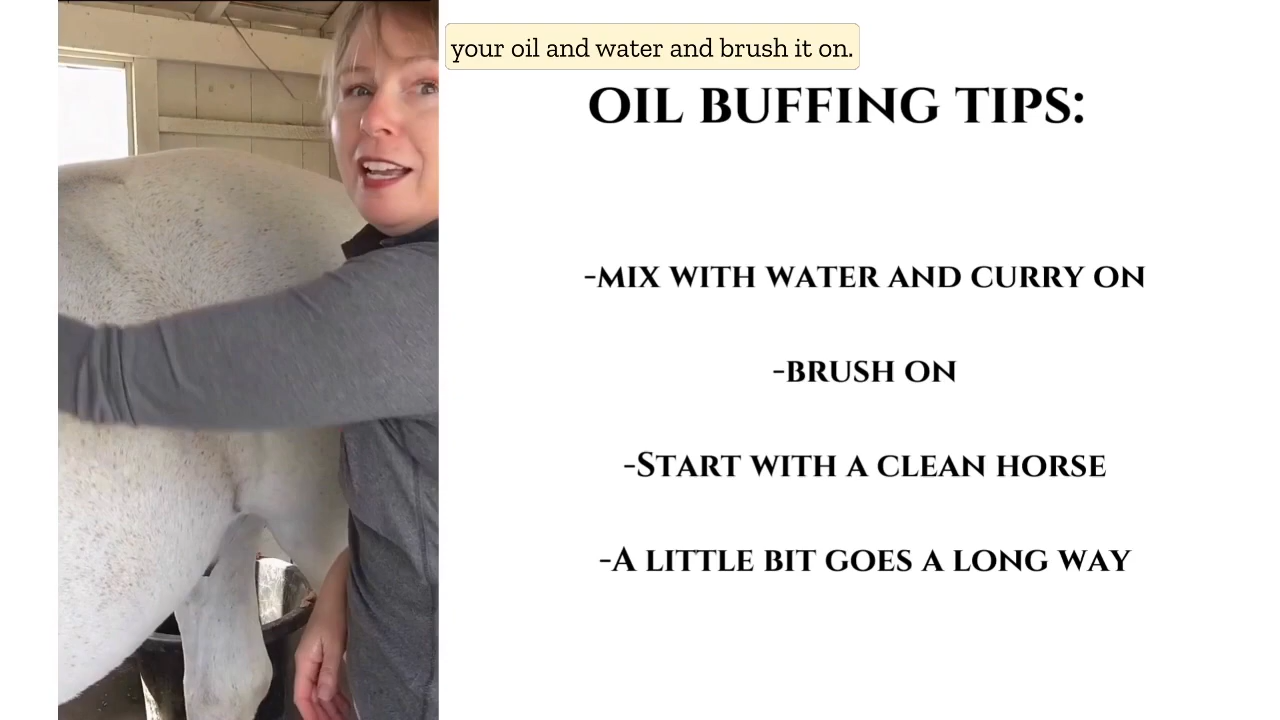 your oil and water and brush it on.
OIL BUFFING TIPS:
-MIX WITH WATER AND CURRY ON
-BRUSH ON
-START WITH A CLEAN HORSE
-A LITTLE BIT GOES A LONG WAY